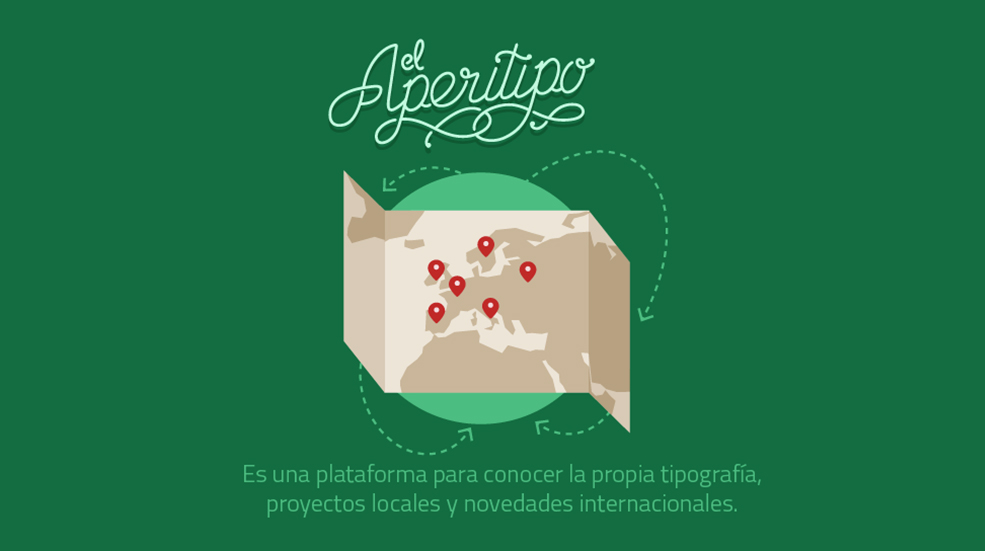 el
Aperitipo
Es una plataforma para conocer la propia tipografía,
proyectos locales y novedades internacionales.